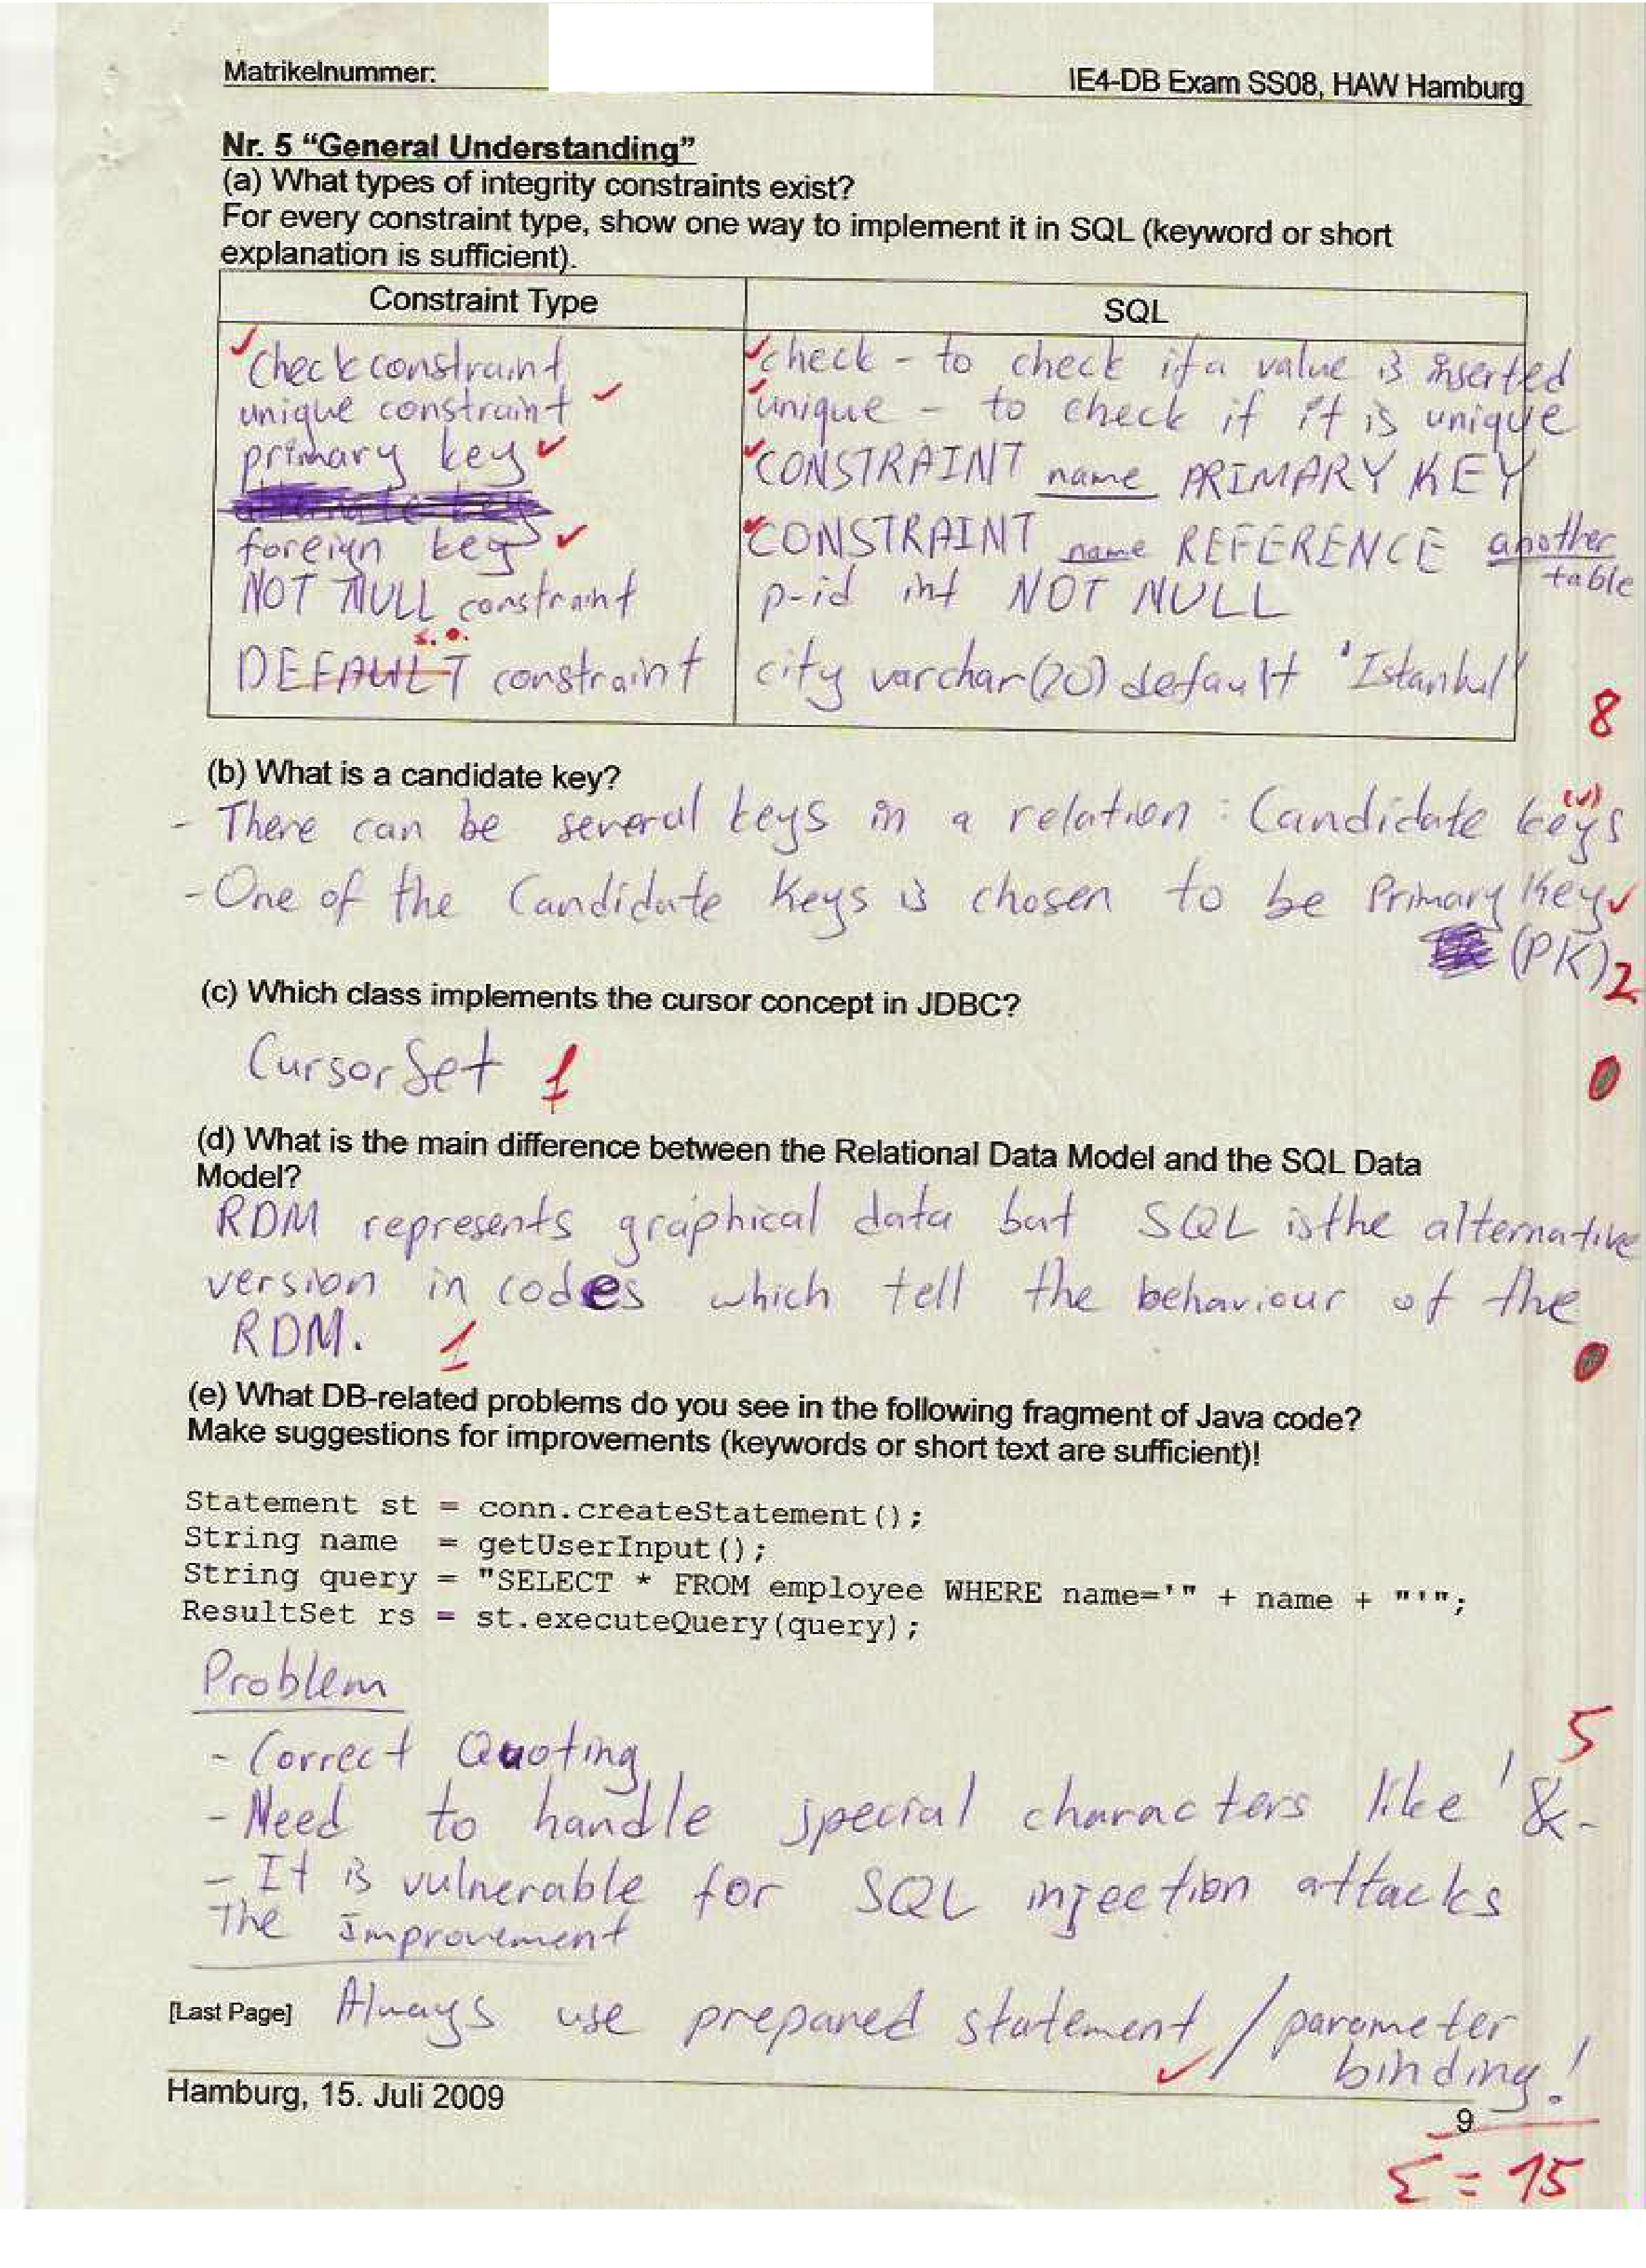 Matrikelnummer:
IE4-DB Exam SS08, HAW Hamburg
Nr. 5 “General Understanding”
(a) What types of integrity constraints exist?
For every constraint type, show one way to implement it in SQL (keyword or short
explanation is sufficient).
Constraint Type
SQL
check constraint
check - to check if a value is inserted
unique constraint
unique - to check if it is unique
primary key
CONSTRAINT name PRIMARY KEY
foreign key
CONSTRAINT name REFERENCE another
table
NOT NULL constraint
p-id int NOT NULL
s. o.
DEFAULT constraint
city varchar(20) default 'Istanbul'
8
(b) What is a candidate key?
- There can be several keys in a relation : Candidate keys
- One of the Candidate Keys is chosen to be Primary Key
(PK)
2
(c) Which class implements the cursor concept in JDBC?
CursorSet
0
(d) What is the main difference between the Relational Data Model and the SQL Data
Model?
RDM represents graphical data but SQL is the alternative
version in codes which tell the behaviour of the
RDM.
0
(e) What DB-related problems do you see in the following fragment of Java code?
Make suggestions for improvements (keywords or short text are sufficient)!
Statement st = conn.createStatement();
String name = getUserInput();
String query = "SELECT * FROM employee WHERE name='" + name + "'";
ResultSet rs = st.executeQuery(query);
Problem
5
- Correct Quoting
- Need to handle special characters like ' & -
- It is vulnerable for SQL injection attacks
The Improvement
[Last Page]
Always use prepared statement / parameter
binding!
Hamburg, 15. Juli 2009
9
Σ = 15